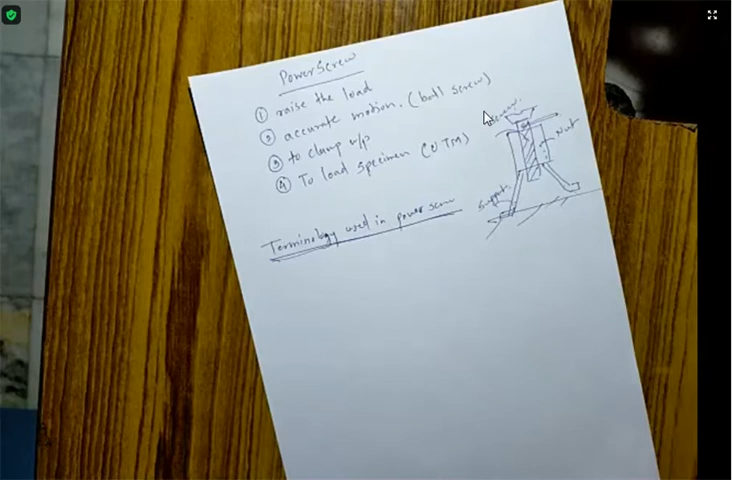 Power Screw
① raise the load
② accurate motion. (ball screw)
③ to clamp w/p
④ To load specimen (UTM)
screw.
Nut
Support.
Terminology used in power screw